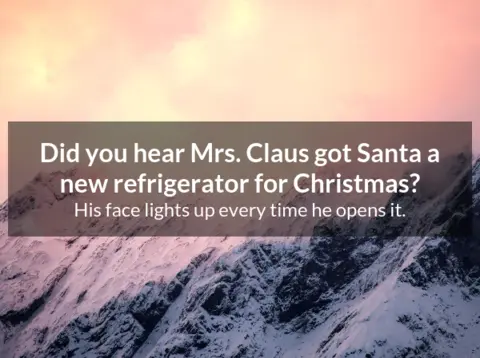 Did you hear Mrs. Claus got Santa a
new refrigerator for Christmas?
His face lights up every time he opens it.